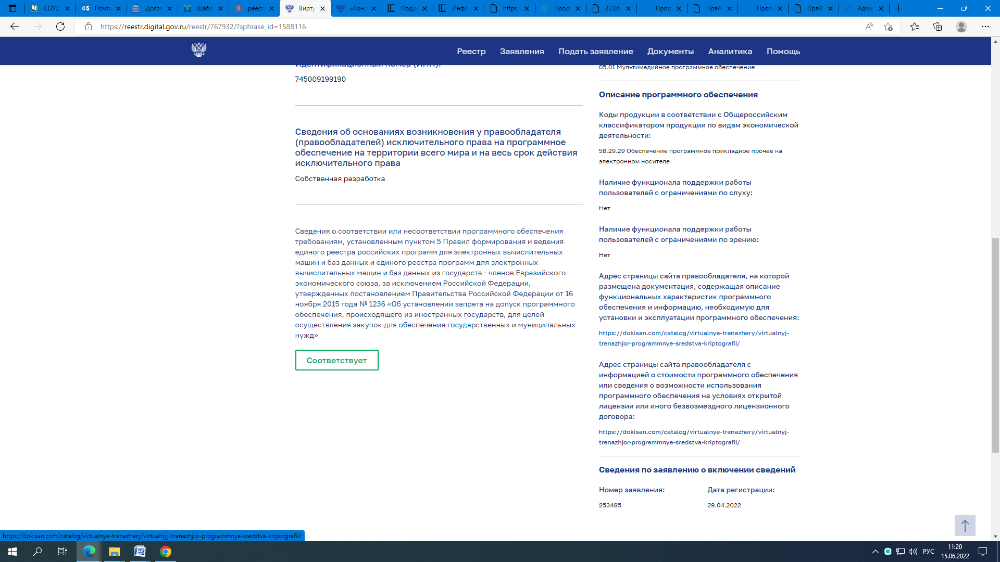 СОУД
Почта
Догов
Шабл
реест
Вирту
«Конс
Подде
Инфо
https:
Прод
22.06.
Прог
Прай
Прог
Прай
Адми
https://reestr.digital.gov.ru/reestr/767932/?sphrase_id=1588116
Реестр Заявления Подать заявление Документы Аналитика Помощь
Идентификационный номер (ИНН):
745009199190
Сведения об основаниях возникновения у правообладателя
(правообладателей) исключительного права на программное
обеспечение на территории всего мира и на весь срок действия
исключительного права
Собственная разработка
Сведения о соответствии или несоответствии программного обеспечения
требованиям, установленным пунктом 5 Правил формирования и ведения
единого реестра российских программ для электронных вычислительных
машин и баз данных и единого реестра программ для электронных
вычислительных машин и баз данных из государств - членов Евразийского
экономического союза, за исключением Российской Федерации,
утвержденных постановлением Правительства Российской Федерации от 16
ноября 2015 года № 1236 «Об установлении запрета на допуск программного
обеспечения, происходящего из иностранных государств, для целей
осуществления закупок для обеспечения государственных и муниципальных
нужд»
Соответствует
05.01 Мультимедийное программное обеспечение
Описание программного обеспечения
Коды продукции в соответствии с Общероссийским
классификатором продукции по видам экономической
деятельности:
58.29.29 Обеспечение программное прикладное прочее на
электронном носителе
Наличие функционала поддержки работы
пользователей с ограничениями по слуху:
Нет
Наличие функционала поддержки работы
пользователей с ограничениями по зрению:
Нет
Адрес страницы сайта правообладателя, на которой
размещена документация, содержащая описание
функциональных характеристик программного
обеспечения и информацию, необходимую для
установки и эксплуатации программного обеспечения:
https://dokisan.com/catalog/virtualnye-trenazhery/virtualnyj-
trenazhjor-programmnye-sredstva-kriptografii/
Адрес страницы сайта правообладателя с
информацией о стоимости программного обеспечения
или сведения о возможности использования
программного обеспечения на условиях открытой
лицензии или иного безвозмездного лицензионного
договора:
https://dokisan.com/catalog/virtualnye-trenazhery/virtualnyj-
trenazhjor-programmnye-sredstva-kriptografii/
Сведения по заявлению о включении сведений
Номер заявления: Дата регистрации:
253485 29.04.2022
https://dokisan.com/catalog/virtualnye-trenazhery/virtualnyj-trenazhjor-programmnye-sredstva-kriptografii/
РУС
11:20
15.06.2022